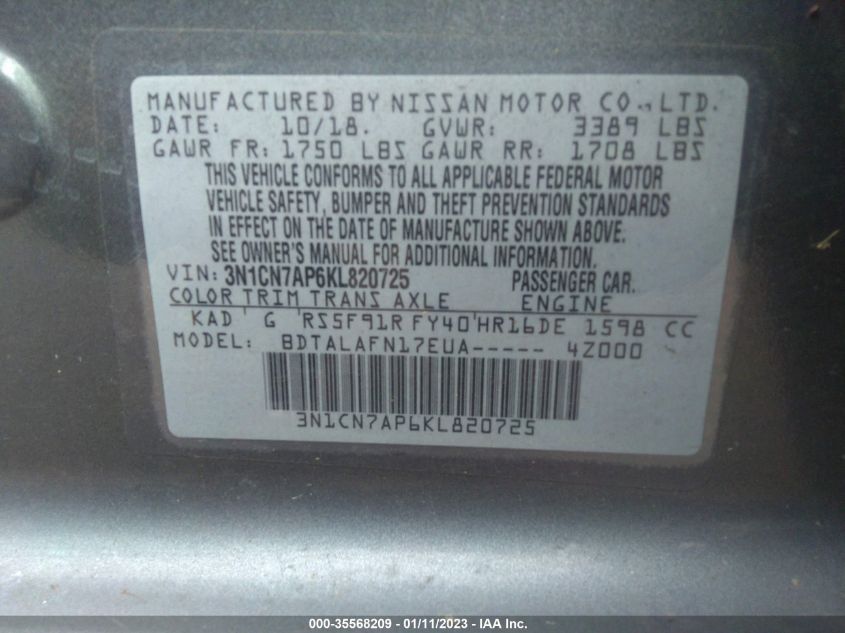 MANUFACTURED BY NISSAN MOTOR CO., LTD.
DATE: 10/18. GVWR: 3389 LBS
GAWR FR: 1750 LBS GAWR RR: 1708 LBS
THIS VEHICLE CONFORMS TO ALL APPLICABLE FEDERAL MOTOR
VEHICLE SAFETY, BUMPER AND THEFT PREVENTION STANDARDS
IN EFFECT ON THE DATE OF MANUFACTURE SHOWN ABOVE.
SEE OWNER'S MANUAL FOR ADDITIONAL INFORMATION.
VIN: 3N1CN7AP6KL820725 PASSENGER CAR.
COLOR TRIM TRANS AXLE ENGINE
KAD G RS5F91R FY40 HR16DE 1598 CC
MODEL: BDTALAFN17EUA----- 4Z000
3N1CN7AP6KL820725
000-35568209 - 01/11/2023 - IAA Inc.